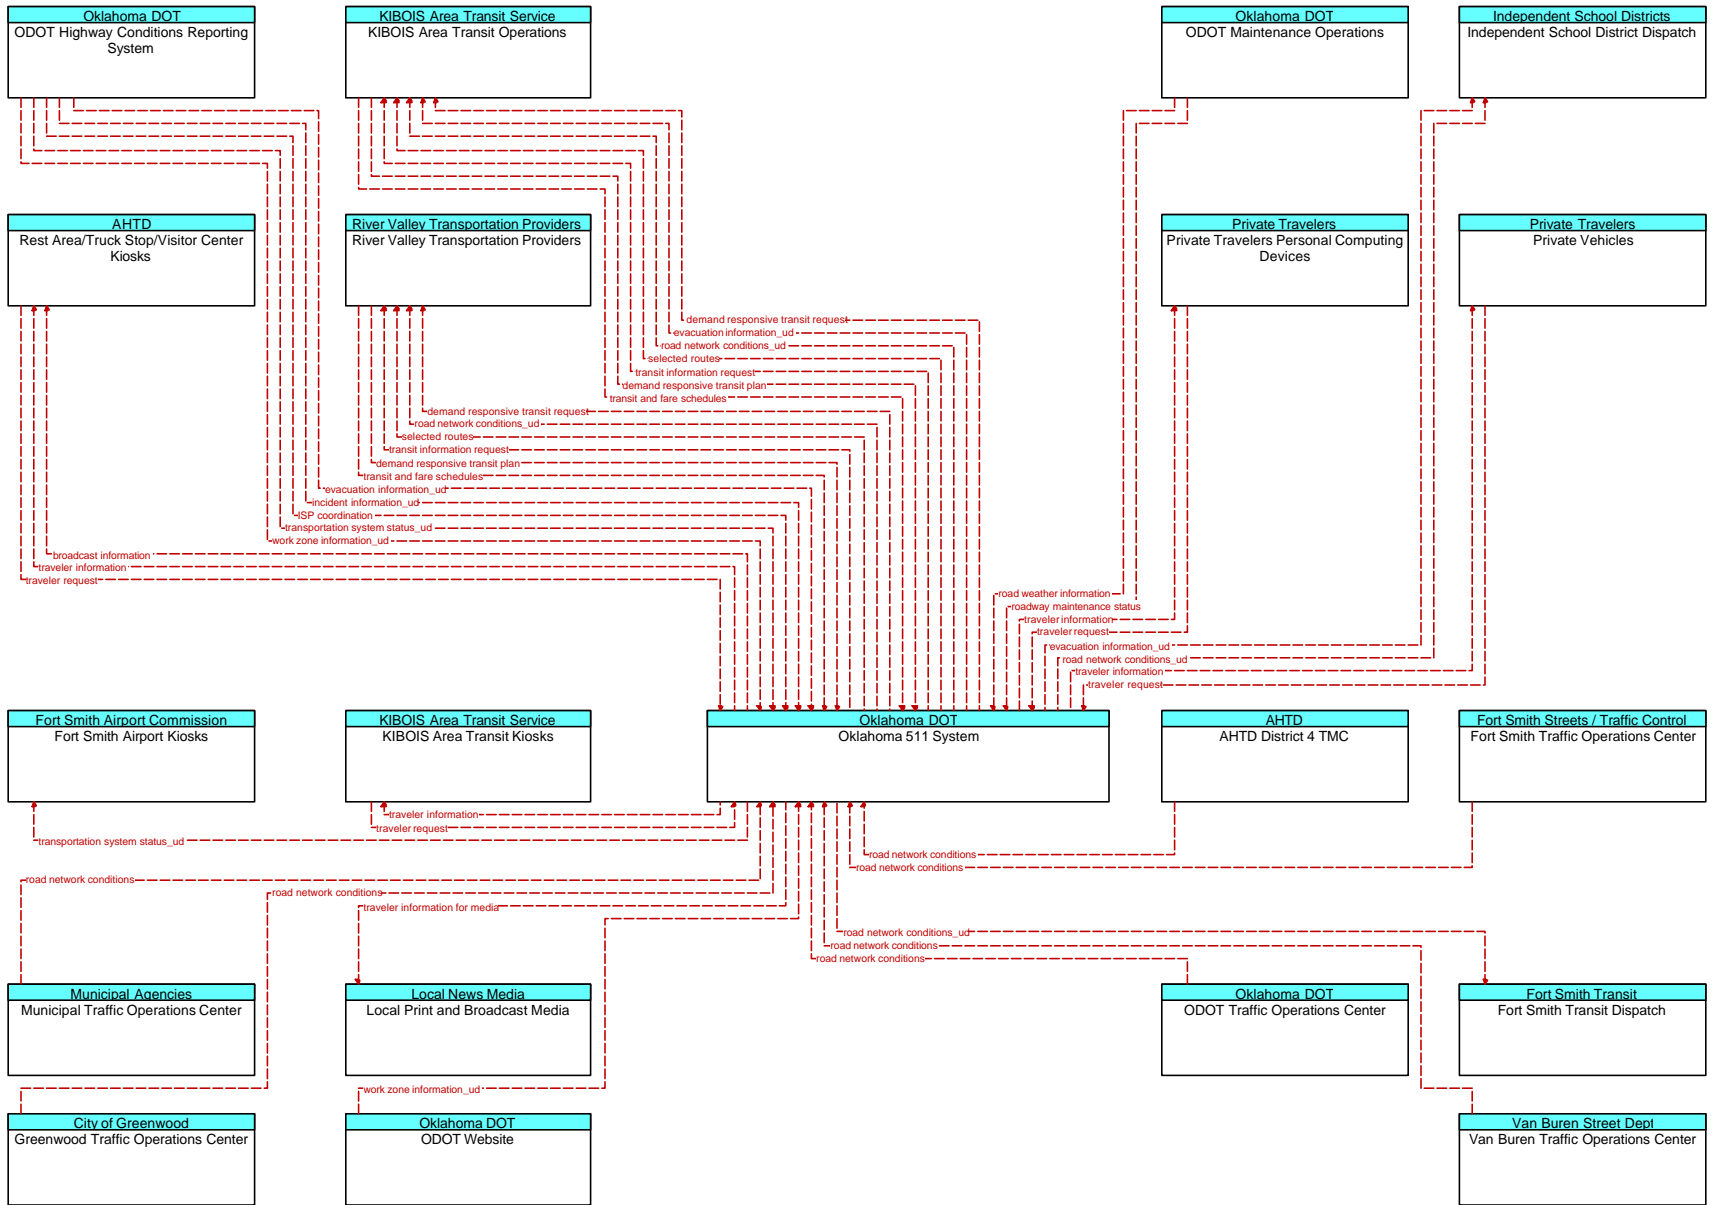 Oklahoma DOT
ODOT Highway Conditions Reporting
System
KIBOIS Area Transit Service
KIBOIS Area Transit Operations
Oklahoma DOT
ODOT Maintenance Operations
Independent School Districts
Independent School District Dispatch
AHTD
Rest Area/Truck Stop/Visitor Center
Kiosks
River Valley Transportation Providers
River Valley Transportation Providers
Private Travelers
Private Travelers Personal Computing
Devices
Private Travelers
Private Vehicles
demand responsive transit request
evacuation information_ud
road network conditions_ud
selected routes
transit information request
demand responsive transit plan
transit and fare schedules
demand responsive transit request
road network conditions_ud
selected routes
transit information request
demand responsive transit plan
transit and fare schedules
evacuation information_ud
incident information_ud
ISP coordination
transportation system status_ud
work zone information_ud
broadcast information
traveler information
traveler request
road weather information
roadway maintenance status
traveler information
traveler request
evacuation information_ud
road network conditions_ud
traveler information
traveler request
Fort Smith Airport Commission
Fort Smith Airport Kiosks
KIBOIS Area Transit Service
KIBOIS Area Transit Kiosks
Oklahoma DOT
Oklahoma 511 System
AHTD
AHTD District 4 TMC
Fort Smith Streets / Traffic Control
Fort Smith Traffic Operations Center
traveler information
traveler request
transportation system status_ud
road network conditions
road network conditions
road network conditions
road network conditions
traveler information for media
road network conditions_ud
road network conditions
road network conditions
Municipal Agencies
Municipal Traffic Operations Center
Local News Media
Local Print and Broadcast Media
Oklahoma DOT
ODOT Traffic Operations Center
Fort Smith Transit
Fort Smith Transit Dispatch
work zone information_ud
City of Greenwood
Greenwood Traffic Operations Center
Oklahoma DOT
ODOT Website
Van Buren Street Dept
Van Buren Traffic Operations Center